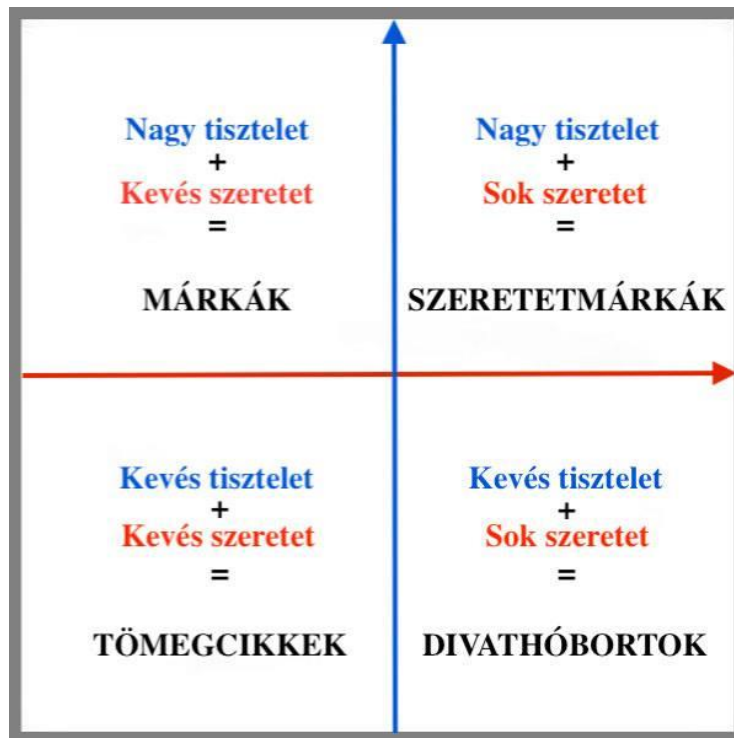 Nagy tisztelet
+
Kevés szeretet
=
MÁRKÁK
Nagy tisztelet
+
Sok szeretet
=
SZERETETMÁRKÁK
Kevés tisztelet
+
Kevés szeretet
=
TÖMEGCIKKEK
Kevés tisztelet
+
Sok szeretet
=
DIVATHÓBORTOK